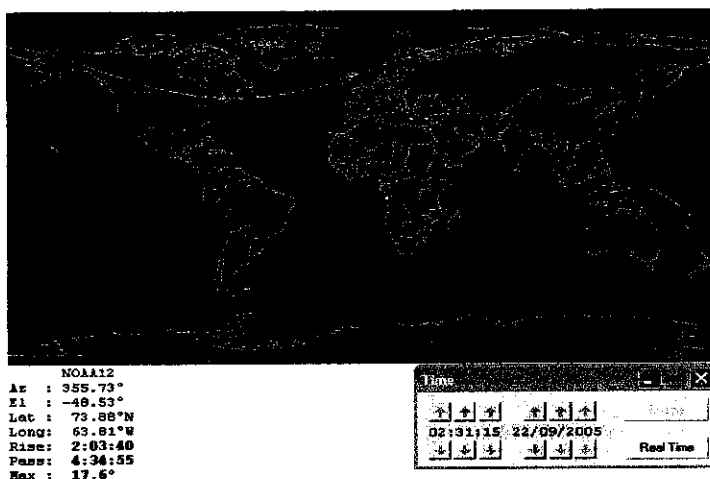 NOAA12
Az : 355.73°
El : -48.53°
Lat : 73.88°N
Long: 63.81°W
Rise: 2:03:40
Pass: 4:34:55
Max : 17.6°
Time
02:31:15 22/09/2005
Real Time